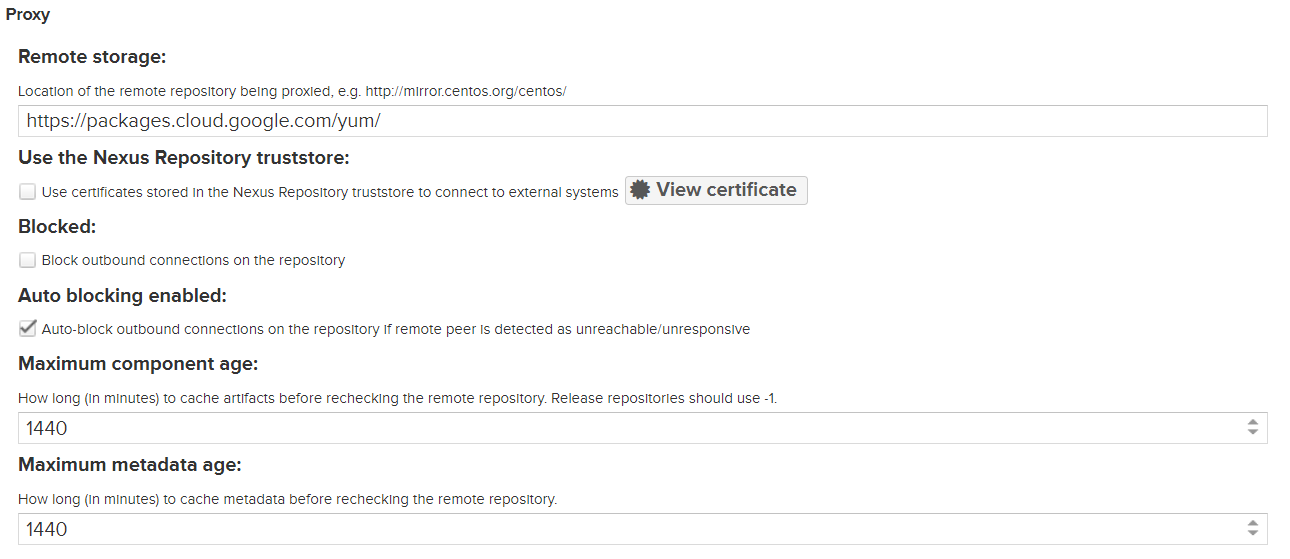 Proxy
Remote storage:
Location of the remote repository being proxied, e.g. http://mirror.centos.org/centos/
https://packages.cloud.google.com/yum/
Use the Nexus Repository truststore:
Use certificates stored in the Nexus Repository truststore to connect to external systems View certificate
Blocked:
Block outbound connections on the repository
Auto blocking enabled:
Auto-block outbound connections on the repository if remote peer is detected as unreachable/unresponsive
Maximum component age:
How long (in minutes) to cache artifacts before rechecking the remote repository. Release repositories should use -1.
1440
Maximum metadata age:
How long (in minutes) to cache metadata before rechecking the remote repository.
1440